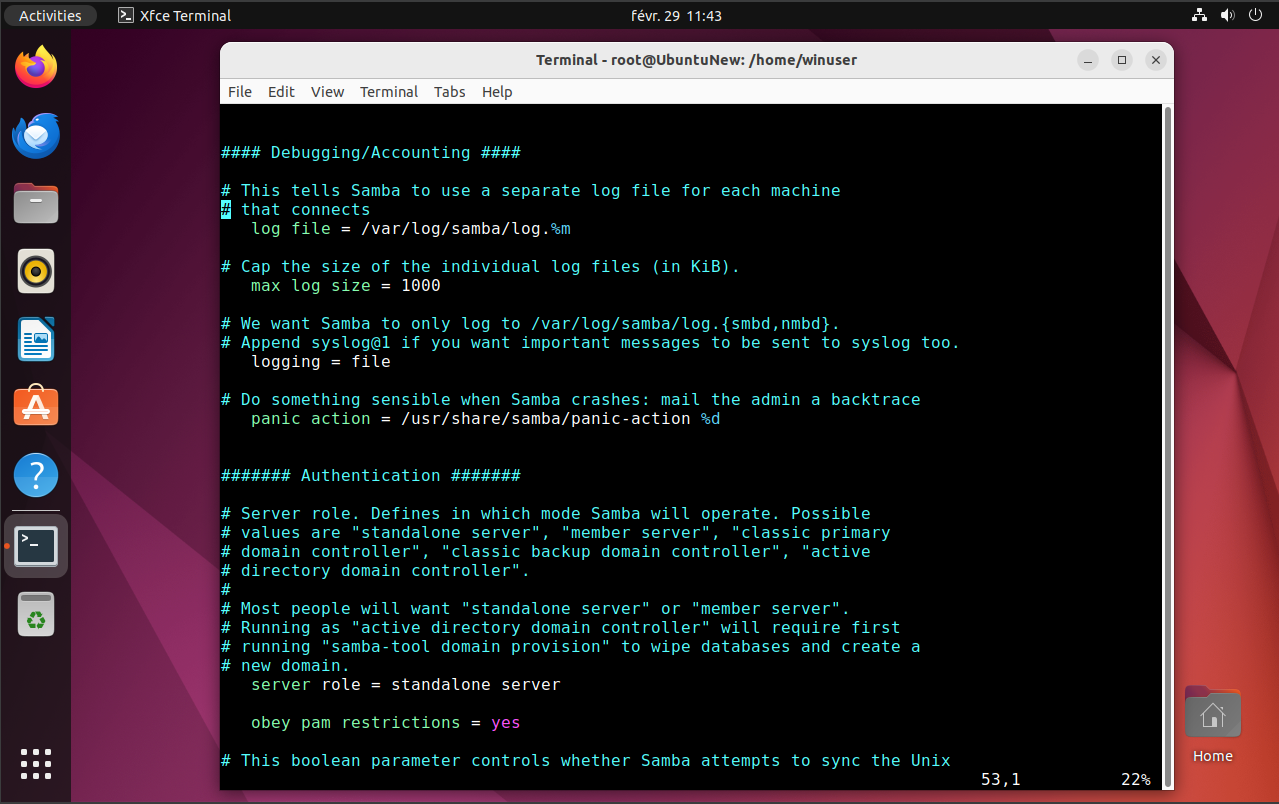 Activities
Xfce Terminal
févr. 29 11:43
Terminal - root@UbuntuNew: /home/winuser
File Edit View Terminal Tabs Help
#### Debugging/Accounting ####
# This tells Samba to use a separate log file for each machine
# that connects
   log file = /var/log/samba/log.%m
# Cap the size of the individual log files (in KiB).
   max log size = 1000
# We want Samba to only log to /var/log/samba/log.{smbd,nmbd}.
# Append syslog@1 if you want important messages to be sent to syslog too.
   logging = file
# Do something sensible when Samba crashes: mail the admin a backtrace
   panic action = /usr/share/samba/panic-action %d
####### Authentication #######
# Server role. Defines in which mode Samba will operate. Possible
# values are "standalone server", "member server", "classic primary
# domain controller", "classic backup domain controller", "active
# directory domain controller".
#
# Most people will want "standalone server" or "member server".
# Running as "active directory domain controller" will require first
# running "samba-tool domain provision" to wipe databases and create a
# new domain.
   server role = standalone server
   obey pam restrictions = yes
# This boolean parameter controls whether Samba attempts to sync the Unix
53,1 22%
Home